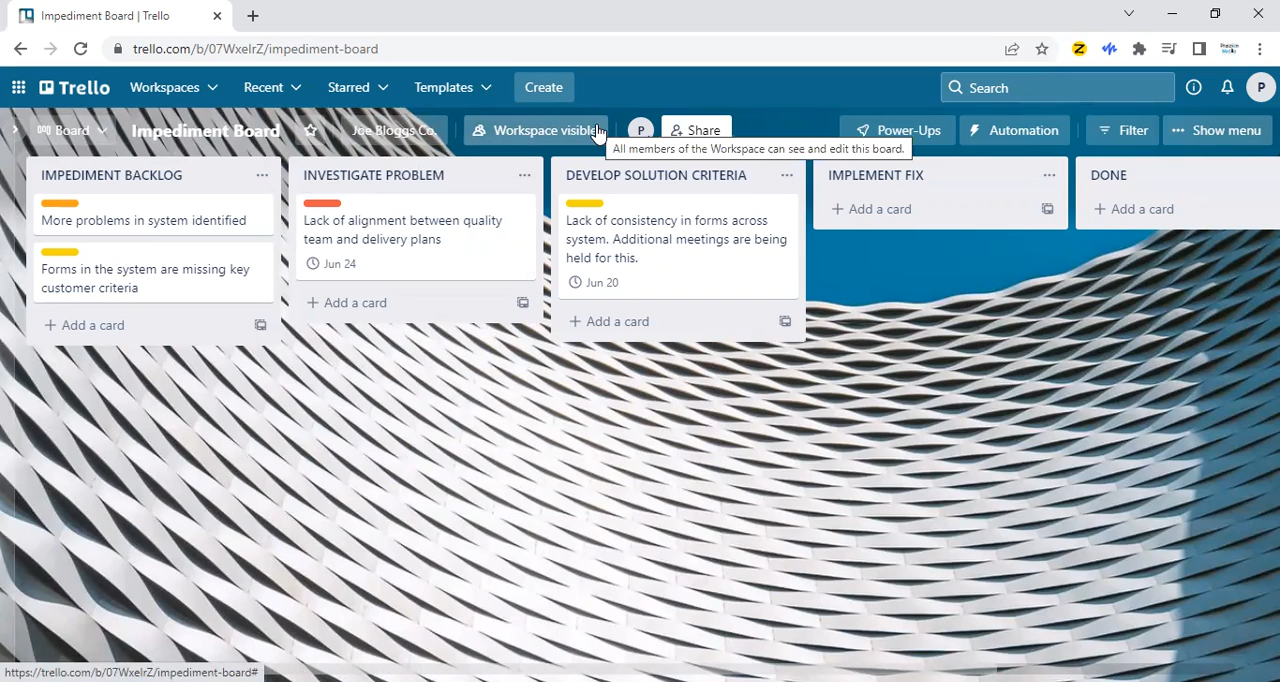 Impediment Board | Trello
trello.com/b/07WxeIrZ/impediment-board
Trello Workspaces Recent Starred Templates Create Search P
Board Impediment Board Joe Bloggs Co. Workspace visible P Share Power-Ups Automation Filter Show menu
All members of the Workspace can see and edit this board.
IMPEDIMENT BACKLOG
More problems in system identified
Forms in the system are missing key
customer criteria
+ Add a card
INVESTIGATE PROBLEM
Lack of alignment between quality
team and delivery plans
Jun 24
+ Add a card
DEVELOP SOLUTION CRITERIA
Lack of consistency in forms across
system. Additional meetings are being
held for this.
Jun 20
+ Add a card
IMPLEMENT FIX
+ Add a card
DONE
+ Add a card
https://trello.com/b/07WxeIrZ/impediment-board#